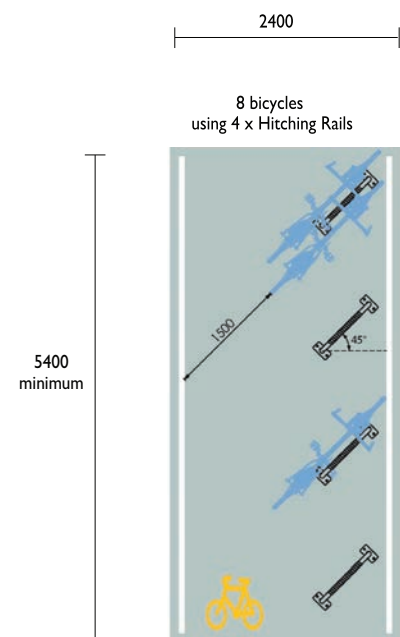 2400
8 bicycles
using 4 x Hitching Rails
1500
45°
5400
minimum